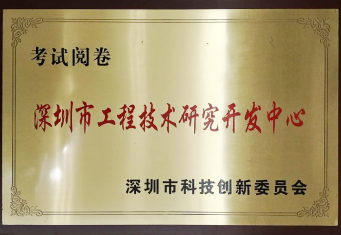 考试阅卷
深圳市工程技术研究开发中心
深圳市科技创新委员会